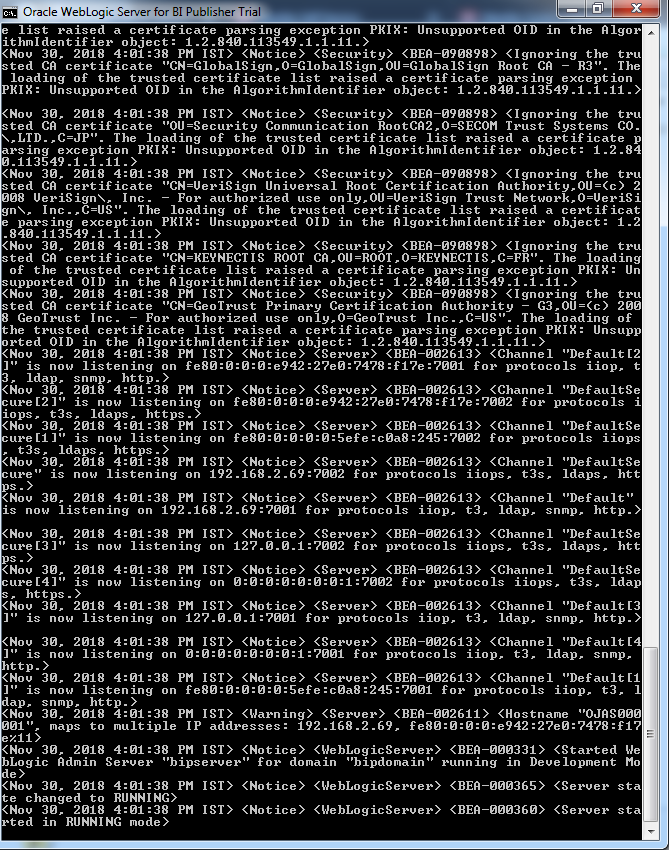 Oracle WebLogic Server for BI Publisher Trial
e list raised a certificate parsing exception PKIX: Unsupported OID in the Algor
ithmIdentifier object: 1.2.840.113549.1.1.11.>
<Nov 30, 2018 4:01:38 PM IST> <Notice> <Security> <BEA-090898> <Ignoring the tru
sted CA certificate "CN=GlobalSign,O=GlobalSign,OU=GlobalSign Root CA - R3". The
 loading of the trusted certificate list raised a certificate parsing exception
PKIX: Unsupported OID in the AlgorithmIdentifier object: 1.2.840.113549.1.1.11.>
<Nov 30, 2018 4:01:38 PM IST> <Notice> <Security> <BEA-090898> <Ignoring the tru
sted CA certificate "OU=Security Communication RootCA2,O=SECOM Trust Systems CO.
\,LTD.,C=JP". The loading of the trusted certificate list raised a certificate p
arsing exception PKIX: Unsupported OID in the AlgorithmIdentifier object: 1.2.84
0.113549.1.1.11.>
<Nov 30, 2018 4:01:38 PM IST> <Notice> <Security> <BEA-090898> <Ignoring the tru
sted CA certificate "CN=VeriSign Universal Root Certification Authority,OU=(c) 2
008 VeriSign\, Inc. - For authorized use only,OU=VeriSign Trust Network,O=VeriSi
gn\, Inc.,C=US". The loading of the trusted certificate list raised a certificat
e parsing exception PKIX: Unsupported OID in the AlgorithmIdentifier object: 1.2
.840.113549.1.1.11.>
<Nov 30, 2018 4:01:38 PM IST> <Notice> <Security> <BEA-090898> <Ignoring the tru
sted CA certificate "CN=KEYNECTIS ROOT CA,OU=ROOT,O=KEYNECTIS,C=FR". The loading
 of the trusted certificate list raised a certificate parsing exception PKIX: Un
supported OID in the AlgorithmIdentifier object: 1.2.840.113549.1.1.11.>
<Nov 30, 2018 4:01:38 PM IST> <Notice> <Security> <BEA-090898> <Ignoring the tru
sted CA certificate "CN=GeoTrust Primary Certification Authority - G3,OU=(c) 200
8 GeoTrust Inc. - For authorized use only,O=GeoTrust Inc.,C=US". The loading of
the trusted certificate list raised a certificate parsing exception PKIX: Unsupp
orted OID in the AlgorithmIdentifier object: 1.2.840.113549.1.1.11.>
<Nov 30, 2018 4:01:38 PM IST> <Notice> <Server> <BEA-002613> <Channel "Default[2
]" is now listening on fe80:0:0:0:e942:27e0:7478:f17e:7001 for protocols iiop, t
3, ldap, snmp, http.>
<Nov 30, 2018 4:01:38 PM IST> <Notice> <Server> <BEA-002613> <Channel "DefaultSe
cure[2]" is now listening on fe80:0:0:0:e942:27e0:7478:f17e:7002 for protocols i
iops, t3s, ldaps, https.>
<Nov 30, 2018 4:01:38 PM IST> <Notice> <Server> <BEA-002613> <Channel "DefaultSe
cure[1]" is now listening on fe80:0:0:0:0:5efe:c0a8:245:7002 for protocols iiops
, t3s, ldaps, https.>
<Nov 30, 2018 4:01:38 PM IST> <Notice> <Server> <BEA-002613> <Channel "DefaultSe
cure" is now listening on 192.168.2.69:7002 for protocols iiops, t3s, ldaps, htt
ps.>
<Nov 30, 2018 4:01:38 PM IST> <Notice> <Server> <BEA-002613> <Channel "Default"
is now listening on 192.168.2.69:7001 for protocols iiop, t3, ldap, snmp, http.>
<Nov 30, 2018 4:01:38 PM IST> <Notice> <Server> <BEA-002613> <Channel "DefaultSe
cure[3]" is now listening on 127.0.0.1:7002 for protocols iiops, t3s, ldaps, htt
ps.>
<Nov 30, 2018 4:01:38 PM IST> <Notice> <Server> <BEA-002613> <Channel "DefaultSe
cure[4]" is now listening on 0:0:0:0:0:0:0:1:7002 for protocols iiops, t3s, ldap
s, https.>
<Nov 30, 2018 4:01:38 PM IST> <Notice> <Server> <BEA-002613> <Channel "Default[3
]" is now listening on 127.0.0.1:7001 for protocols iiop, t3, ldap, snmp, http.>
<Nov 30, 2018 4:01:38 PM IST> <Notice> <Server> <BEA-002613> <Channel "Default[4
]" is now listening on 0:0:0:0:0:0:0:1:7001 for protocols iiop, t3, ldap, snmp,
http.>
<Nov 30, 2018 4:01:38 PM IST> <Notice> <Server> <BEA-002613> <Channel "Default[1
]" is now listening on fe80:0:0:0:0:5efe:c0a8:245:7001 for protocols iiop, t3, l
dap, snmp, http.>
<Nov 30, 2018 4:01:38 PM IST> <Warning> <Server> <BEA-002611> <Hostname "OJAS000
001", maps to multiple IP addresses: 192.168.2.69, fe80:0:0:0:e942:27e0:7478:f17
e%11>
<Nov 30, 2018 4:01:38 PM IST> <Notice> <WebLogicServer> <BEA-000331> <Started We
bLogic Admin Server "bipserver" for domain "bipdomain" running in Development Mo
de>
<Nov 30, 2018 4:01:38 PM IST> <Notice> <WebLogicServer> <BEA-000365> <Server sta
te changed to RUNNING>
<Nov 30, 2018 4:01:38 PM IST> <Notice> <WebLogicServer> <BEA-000360> <Server sta
rted in RUNNING mode>